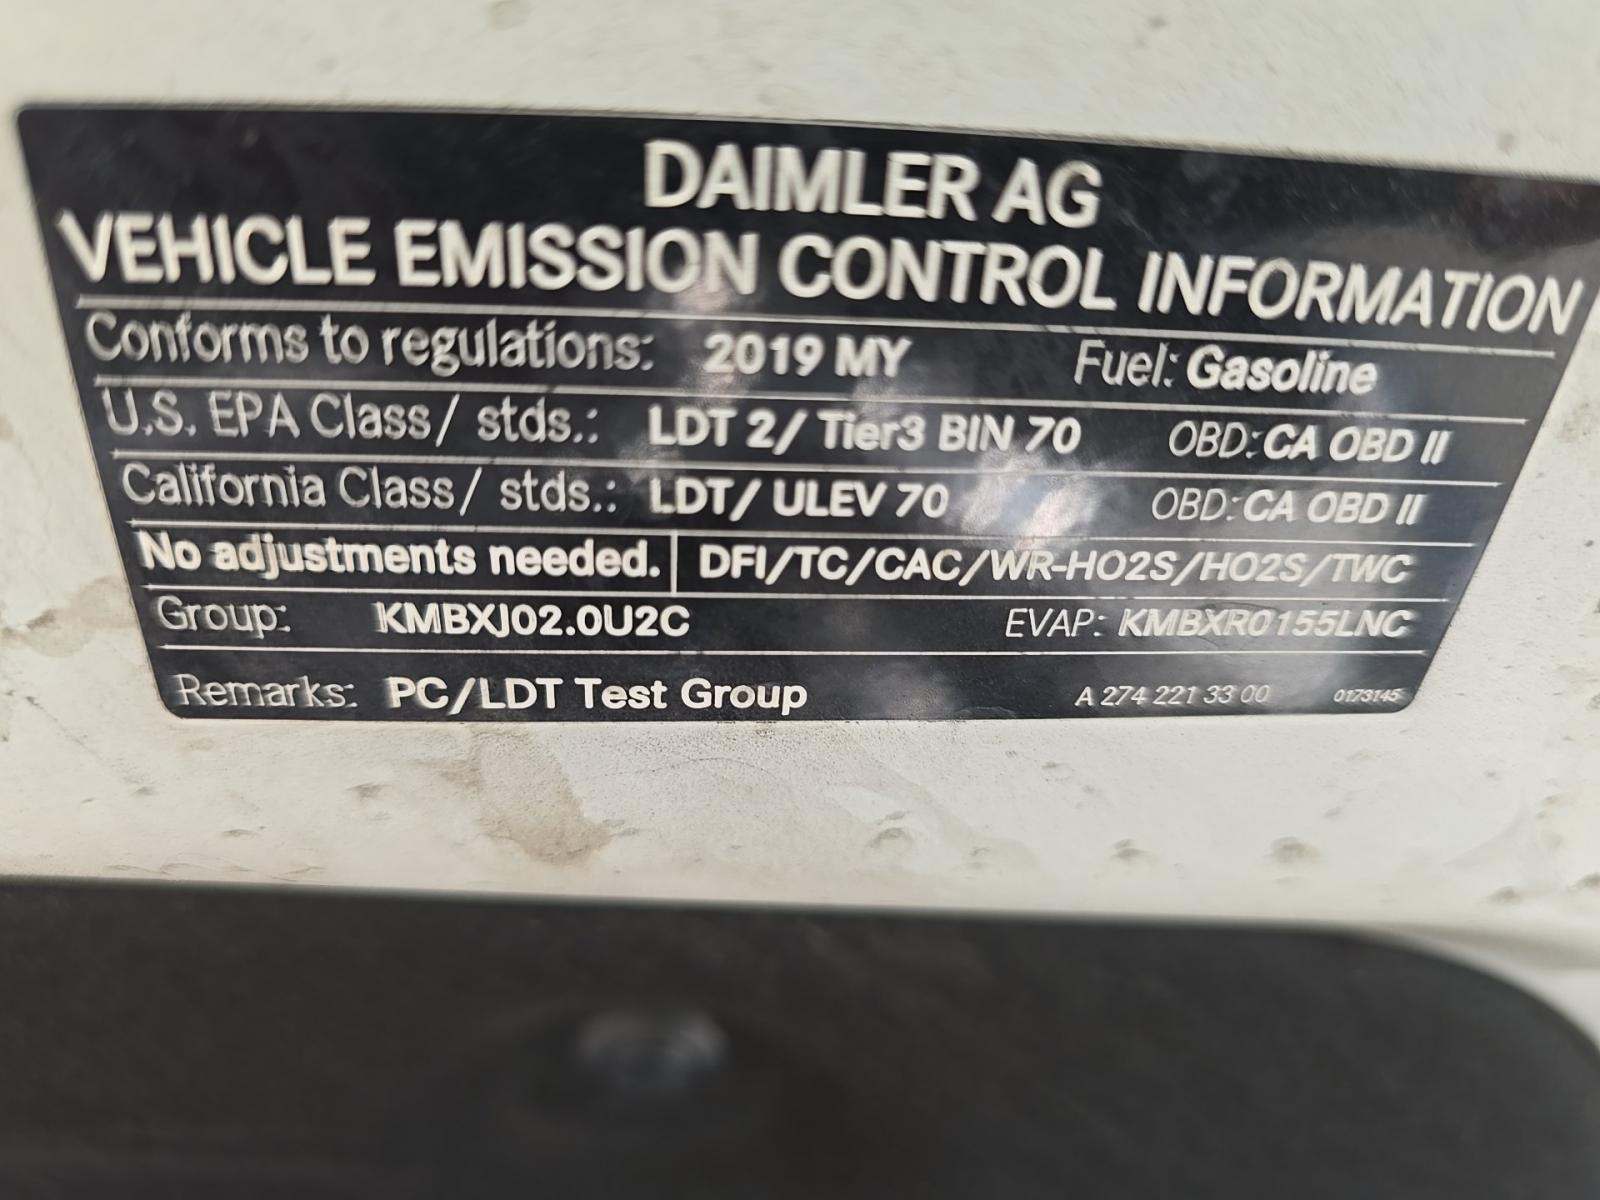 DAIMLER AG
VEHICLE EMISSION CONTROL INFORMATION
Conforms to regulations: 2019 MY Fuel: Gasoline
U.S. EPA Class/ stds.: LDT 2/ Tier3 BIN 70 OBD: CA OBD II
California Class/ stds.: LDT/ ULEV 70 OBD: CA OBD II
No adjustments needed. DFI/TC/CAC/WR-HO2S/HO2S/TWC
Group: KMBXJ02.0U2C EVAP: KMBXR0155LNC
Remarks: PC/LDT Test Group A 274 221 33 00 0173145